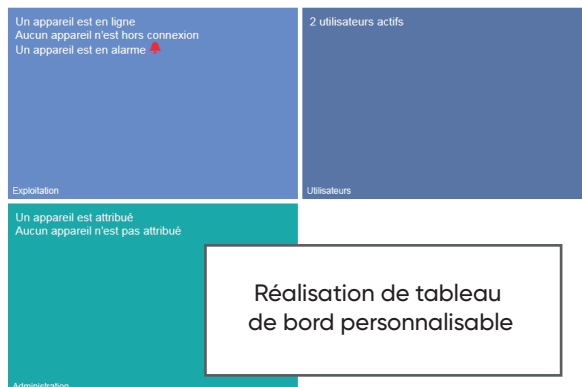 Un appareil est en ligne
Aucun appareil n'est hors connexion
Un appareil est en alarme
Exploitation
2 utilisateurs actifs
Utilisateurs
Un appareil est attribué
Aucun appareil n'est pas attribué
Administration
Réalisation de tableau
de bord personnalisable